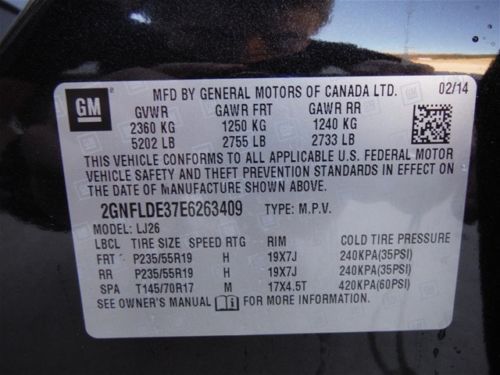 GM
MFD BY GENERAL MOTORS OF CANADA LTD. 02/14
GVWR GAWR FRT GAWR RR
2360 KG 1250 KG 1240 KG
5202 LB 2755 LB 2733 LB
THIS VEHICLE CONFORMS TO ALL APPLICABLE U.S. FEDERAL MOTOR
VEHICLE SAFETY AND THEFT PREVENTION STANDARDS IN EFFECT ON
THE DATE OF MANUFACTURE SHOWN ABOVE.
2GNFLDE37E6263409 TYPE: M.P.V.
MODEL: LJ26
LBCL TIRE SIZE SPEED RTG RIM COLD TIRE PRESSURE
FRT P235/55R19 H 19X7J 240KPA(35PSI)
RR P235/55R19 H 19X7J 240KPA(35PSI)
SPA T145/70R17 M 17X4.5T 420KPA(60PSI)
SEE OWNER'S MANUAL FOR MORE INFORMATION.